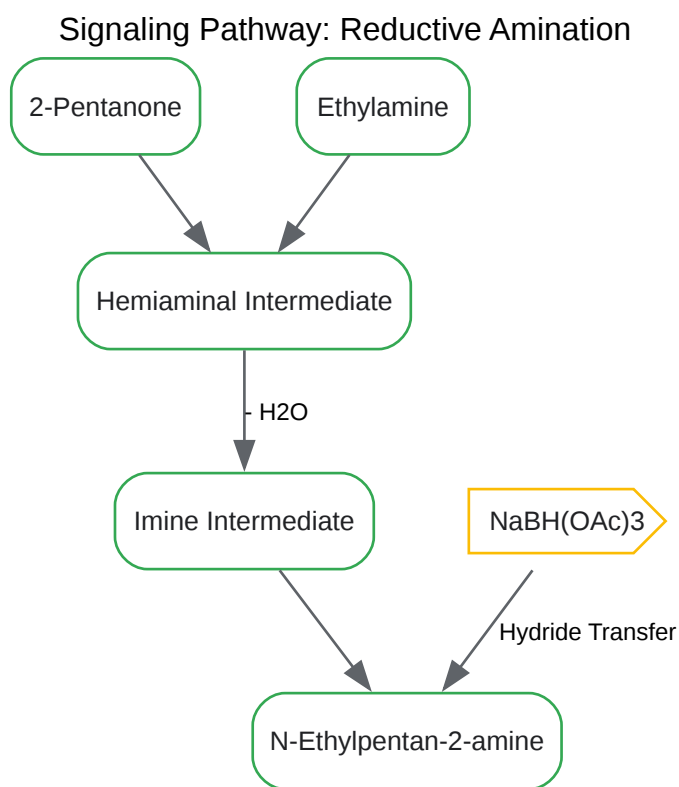 Signaling Pathway: Reductive Amination
2-Pentanone
Ethylamine
Hemiaminal Intermediate
- H2O
Imine Intermediate
NaBH(OAc)3
Hydride Transfer
N-Ethylpentan-2-amine